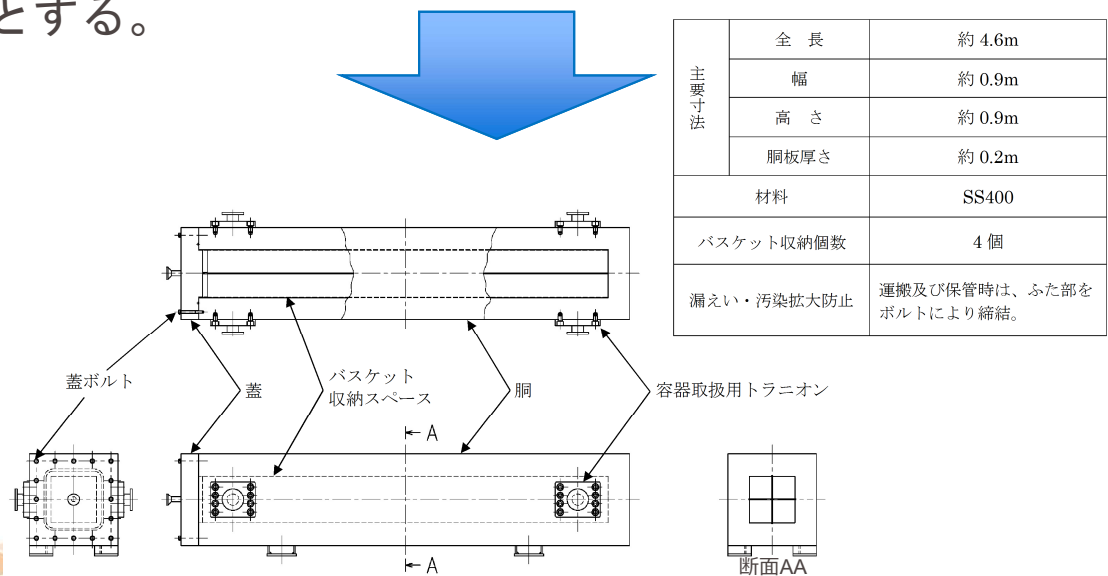 とする。
主要寸法
全 長 約 4.6m
幅 約 0.9m
高 さ 約 0.9m
胴板厚さ 約 0.2m
材料 SS400
バスケット収納個数 4 個
漏えい・汚染拡大防止 運搬及び保管時は、ふた部を
ボルトにより締結。
蓋ボルト
蓋
バスケット
収納スペース
胴
容器取扱用トラニオン
A
A
断面AA